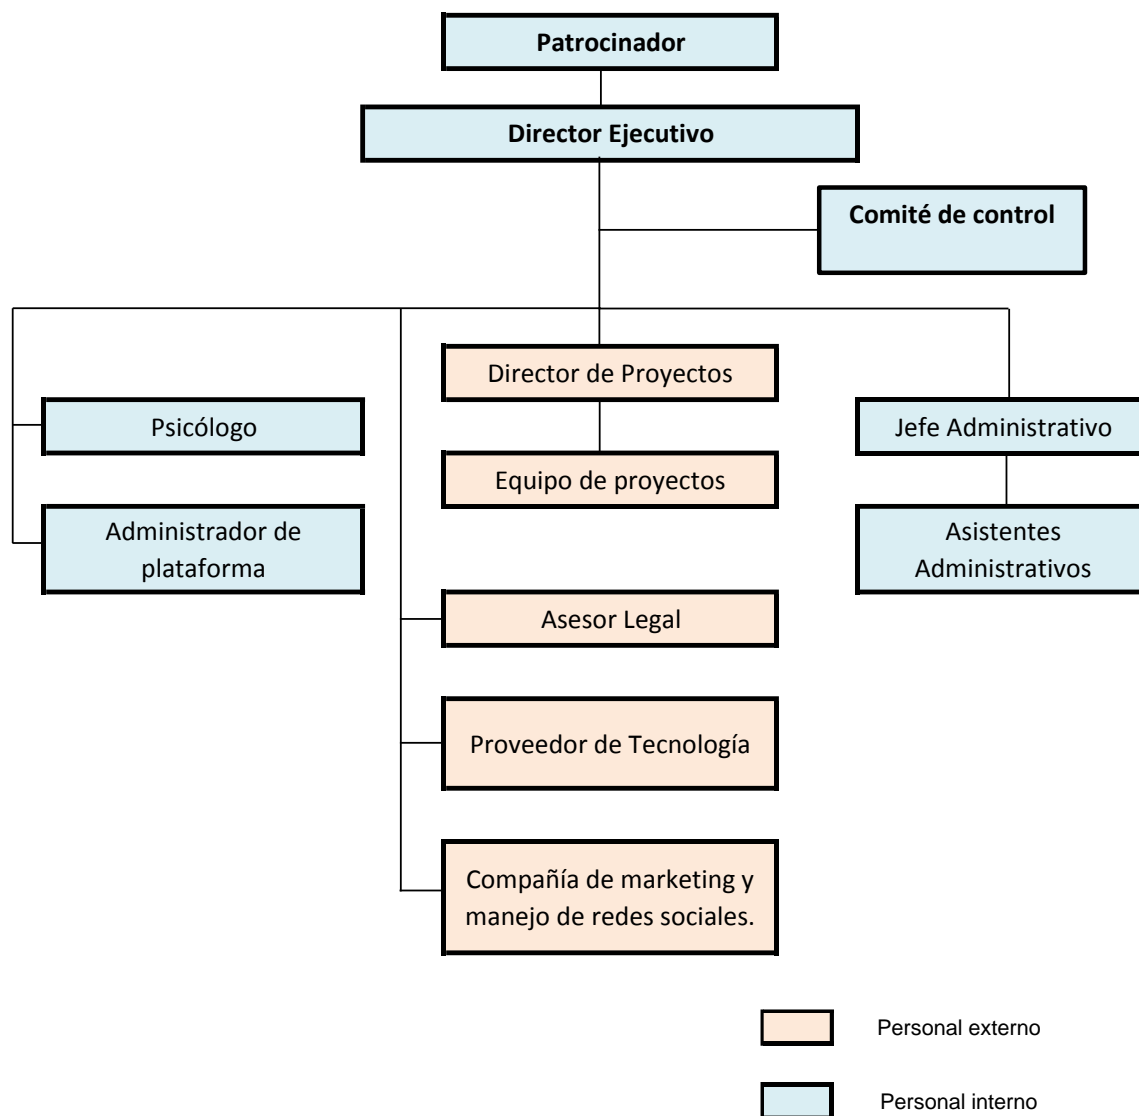 Patrocinador
Director Ejecutivo
Comité de control
Director de Proyectos
Psicólogo
Jefe Administrativo
Equipo de proyectos
Administrador de
plataforma
Asistentes
Administrativos
Asesor Legal
Proveedor de Tecnología
Compañía de marketing y
manejo de redes sociales.
Personal externo
Personal interno